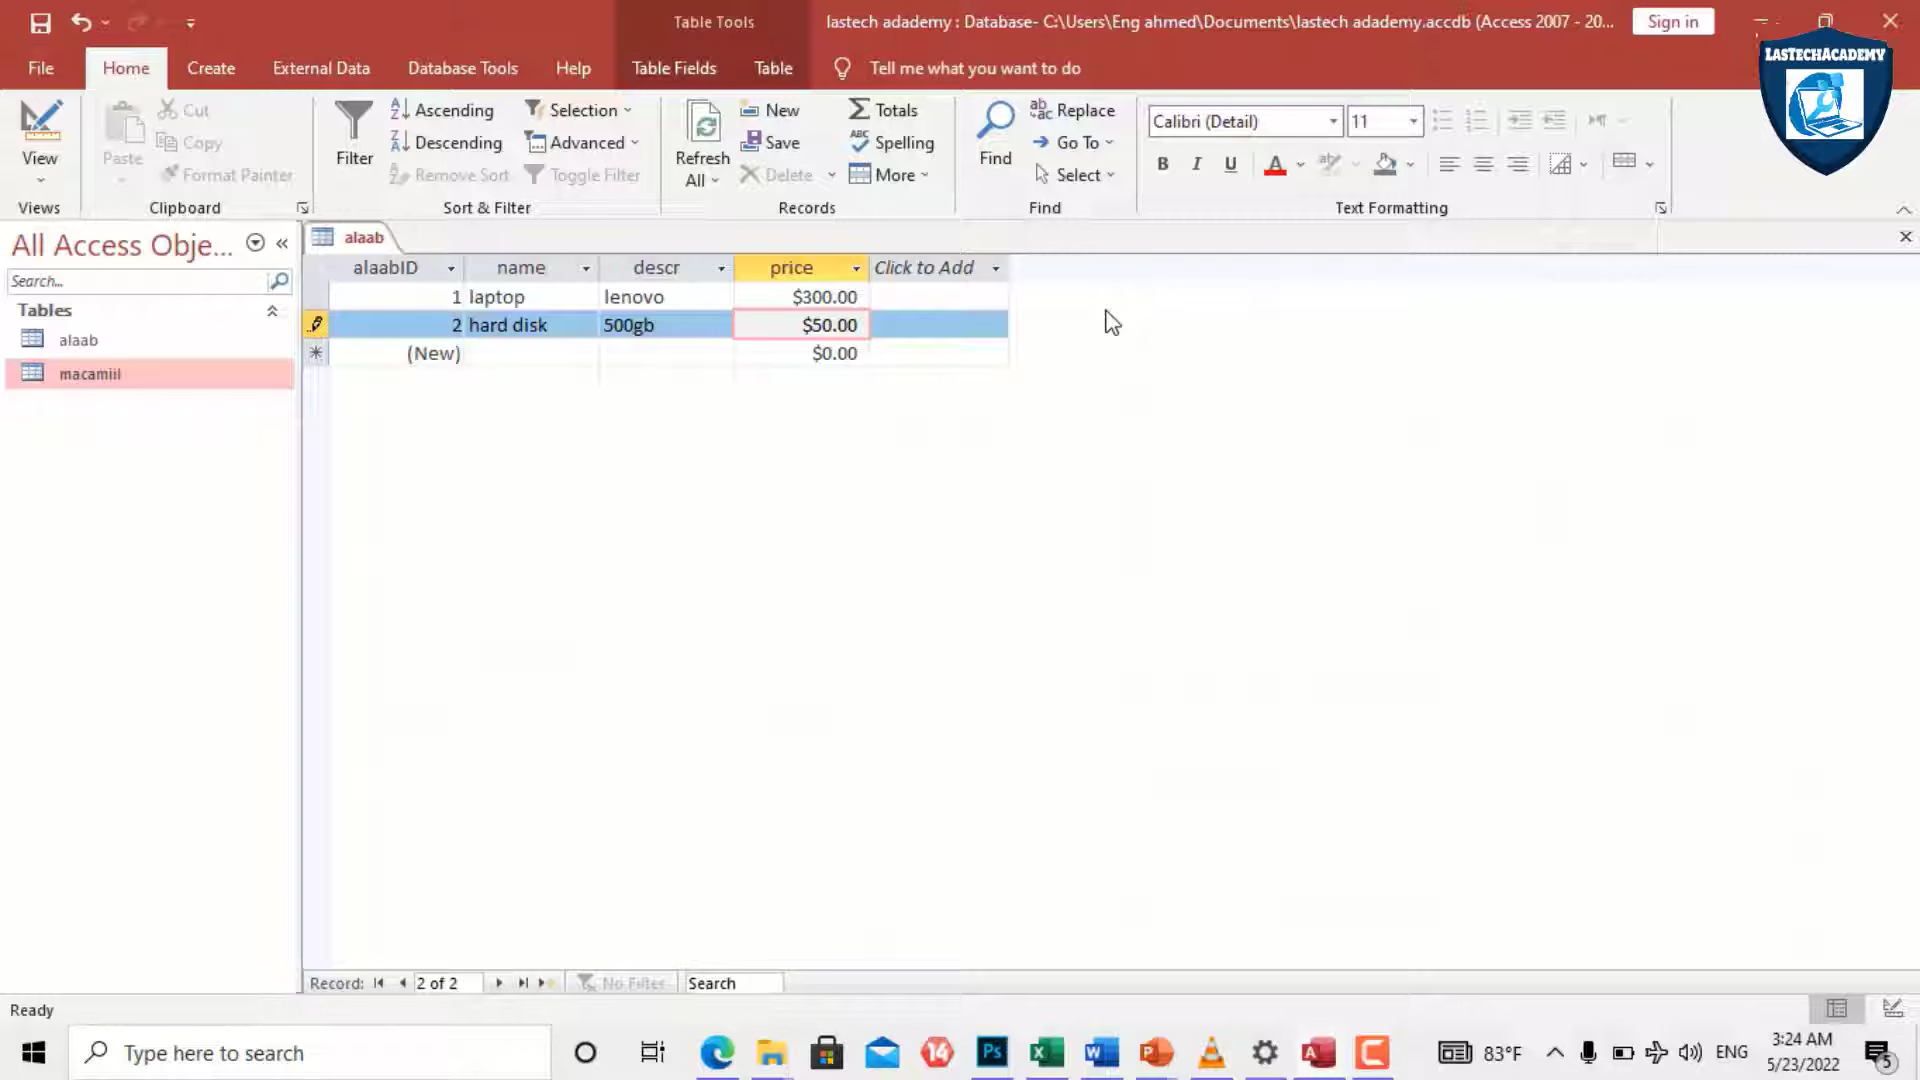 Table Tools
lastech adademy : Database- C:\Users\Eng ahmed\Documents\lastech adademy.accdb (Access 2007 - 20...
Sign in
File
Home
Create
External Data
Database Tools
Help
Table Fields
Table
Tell me what you want to do
LASTECHACADEMY
View
Views
Paste
Cut
Copy
Format Painter
Clipboard
Filter
Ascending
Descending
Remove Sort
Selection
Advanced
Toggle Filter
Sort & Filter
Refresh
All
New
Save
Delete
Totals
Spelling
More
Records
Find
Replace
Go To
Select
Find
Calibri (Detail)
11
B I U A
Text Formatting
All Access Obje...
Search...
Tables
alaab
macamiil
alaab
alaabID name descr price Click to Add
1 laptop lenovo $300.00
2 hard disk 500gb $50.00
(New) $0.00
Record: 2 of 2 No Filter Search
Ready
Type here to search
14
Ps
83°F
ENG
3:24 AM
5/23/2022
5